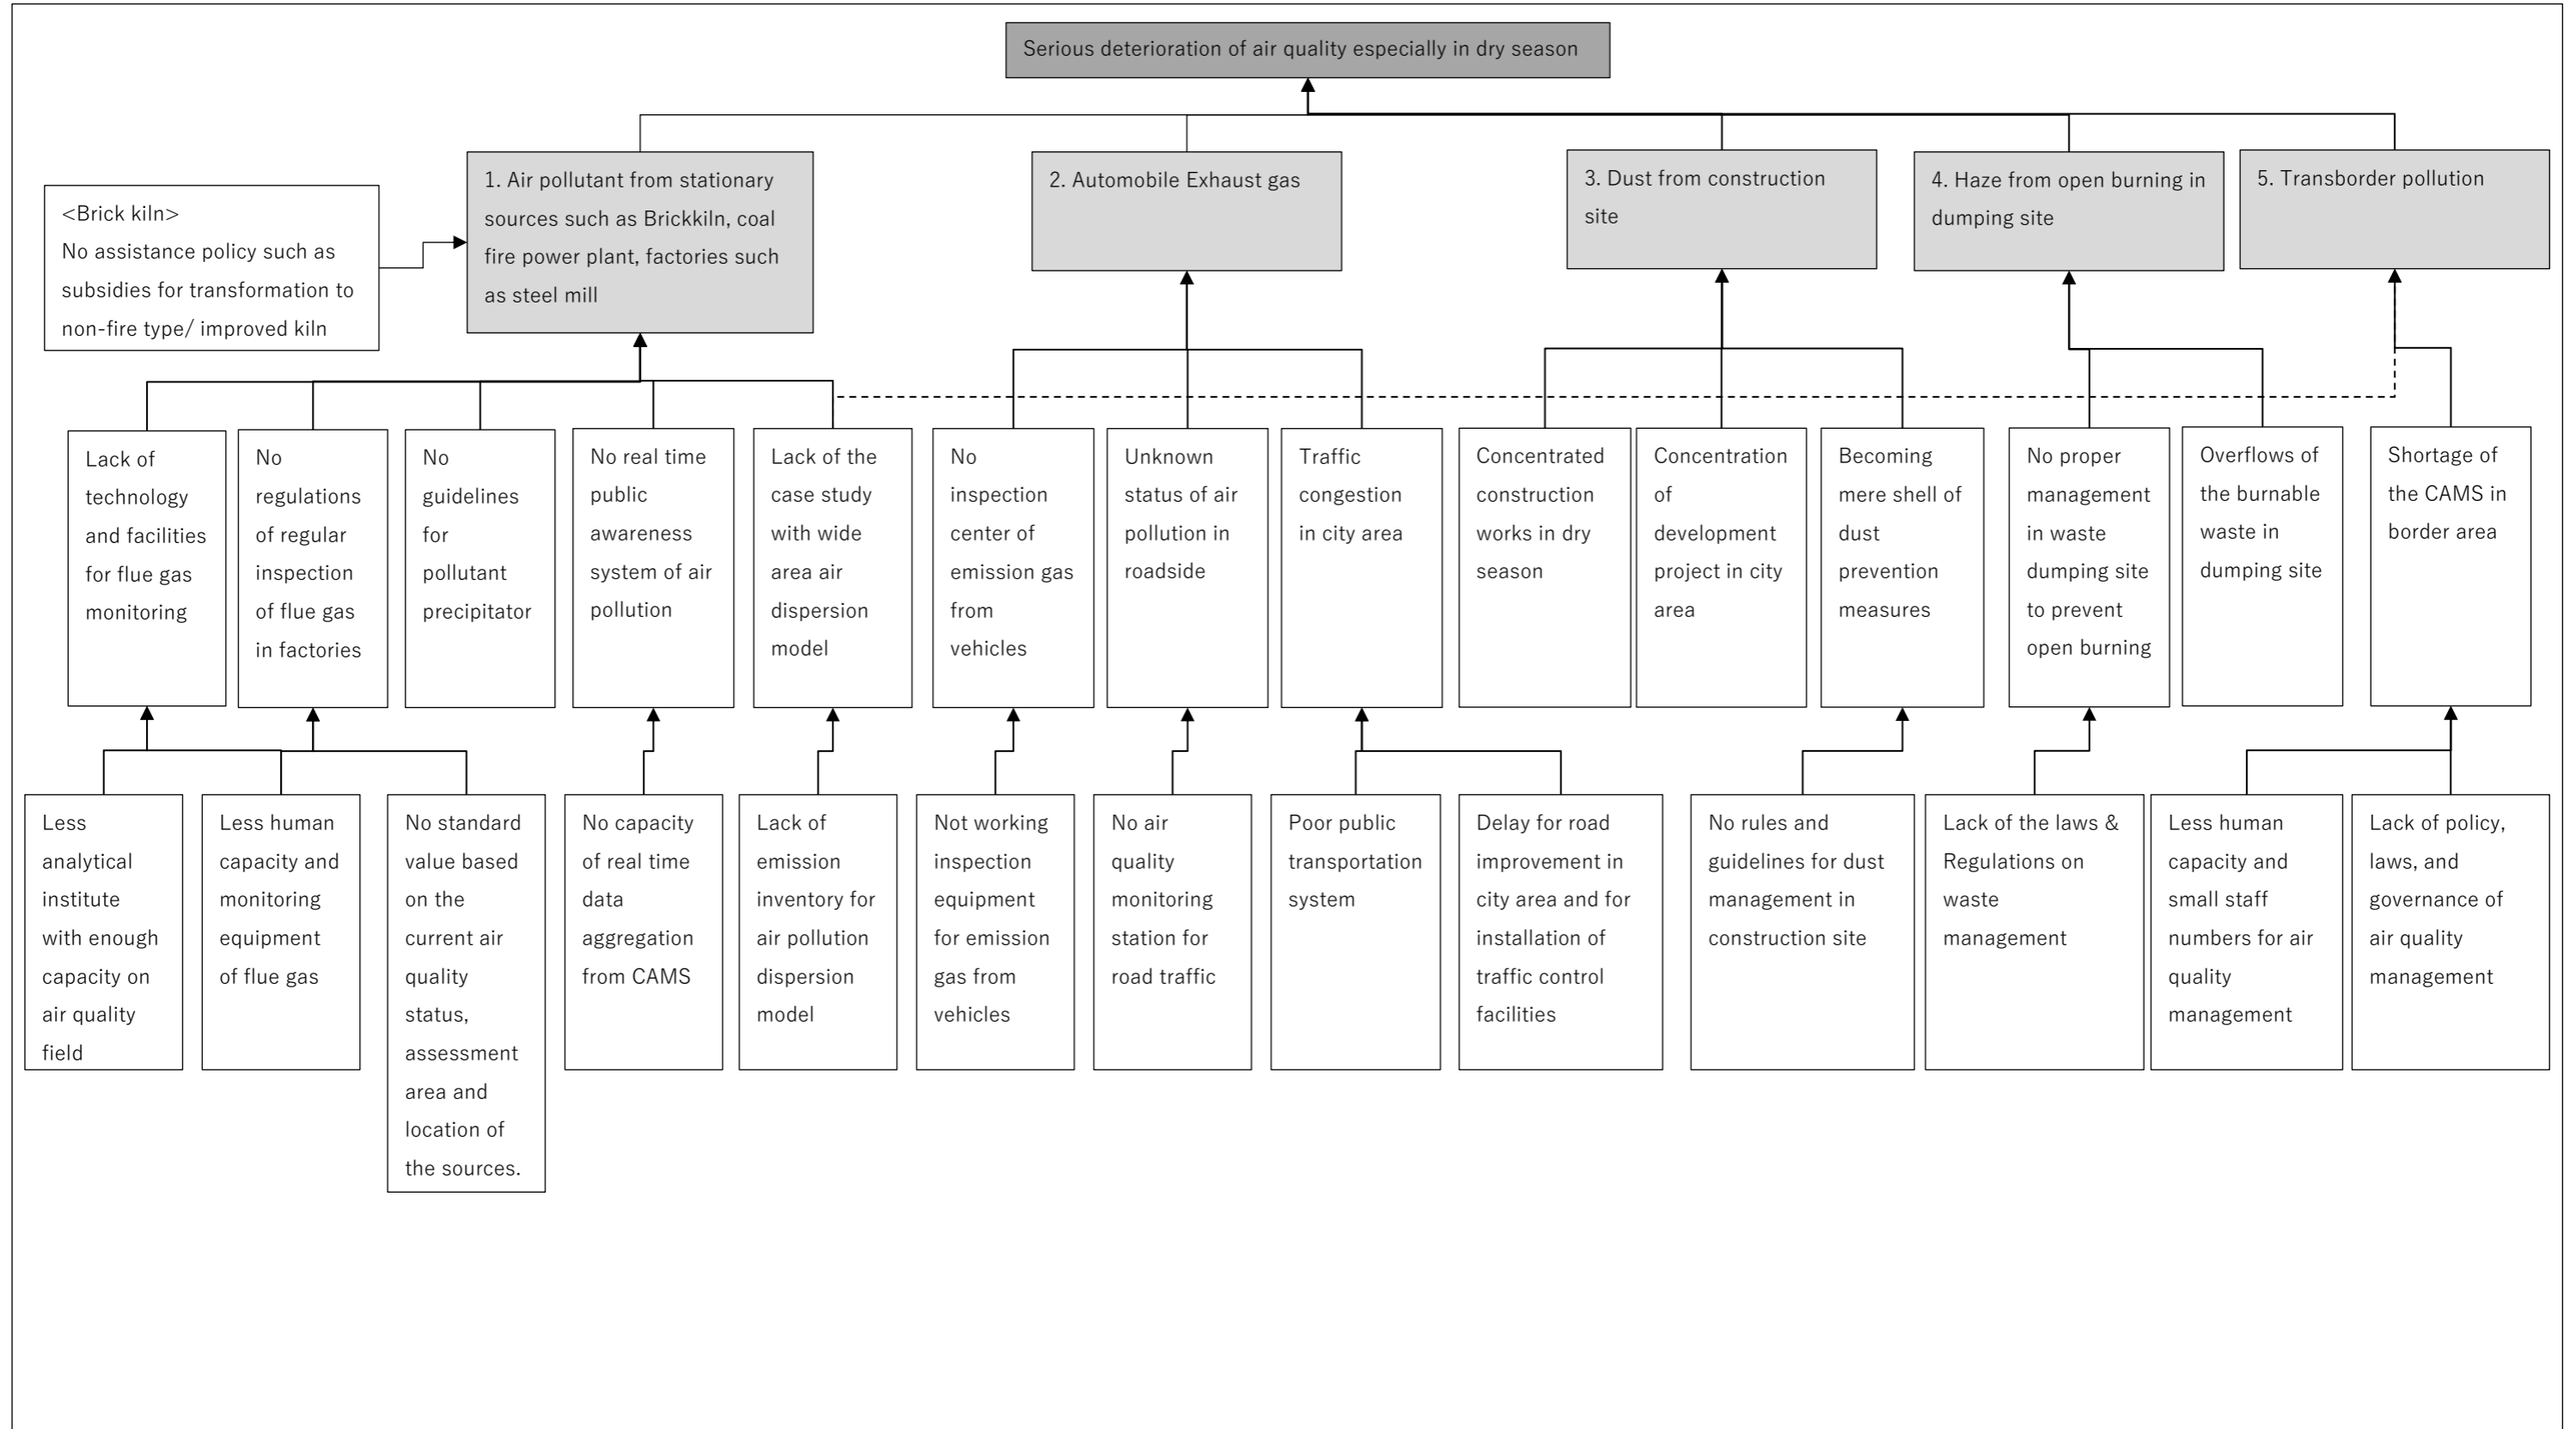 Serious deterioration of air quality especially in dry season
<Brick kiln>
No assistance policy such as
subsidies for transformation to
non-fire type/ improved kiln
1. Air pollutant from stationary
sources such as Brickkiln, coal
fire power plant, factories such
as steel mill
2. Automobile Exhaust gas
3. Dust from construction
site
4. Haze from open burning in
dumping site
5. Transborder pollution
Lack of
technology
and facilities
for flue gas
monitoring
No
regulations
of regular
inspection
of flue gas
in factories
No
guidelines
for
pollutant
precipitator
No real time
public
awareness
system of air
pollution
Lack of the
case study
with wide
area air
dispersion
model
No
inspection
center of
emission gas
from
vehicles
Unknown
status of air
pollution in
roadside
Traffic
congestion
in city area
Concentrated
construction
works in dry
season
Concentration
of
development
project in city
area
Becoming
mere shell of
dust
prevention
measures
No proper
management
in waste
dumping site
to prevent
open burning
Overflows of
the burnable
waste in
dumping site
Shortage of
the CAMS in
border area
Less
analytical
institute
with enough
capacity on
air quality
field
Less human
capacity and
monitoring
equipment
of flue gas
No standard
value based
on the
current air
quality
status,
assessment
area and
location of
the sources.
No capacity
of real time
data
aggregation
from CAMS
Lack of
emission
inventory for
air pollution
dispersion
model
Not working
inspection
equipment
for emission
gas from
vehicles
No air
quality
monitoring
station for
road traffic
Poor public
transportation
system
Delay for road
improvement in
city area and for
installation of
traffic control
facilities
No rules and
guidelines for dust
management in
construction site
Lack of the laws &
Regulations on
waste
management
Less human
capacity and
small staff
numbers for air
quality
management
Lack of policy,
laws, and
governance of
air quality
management